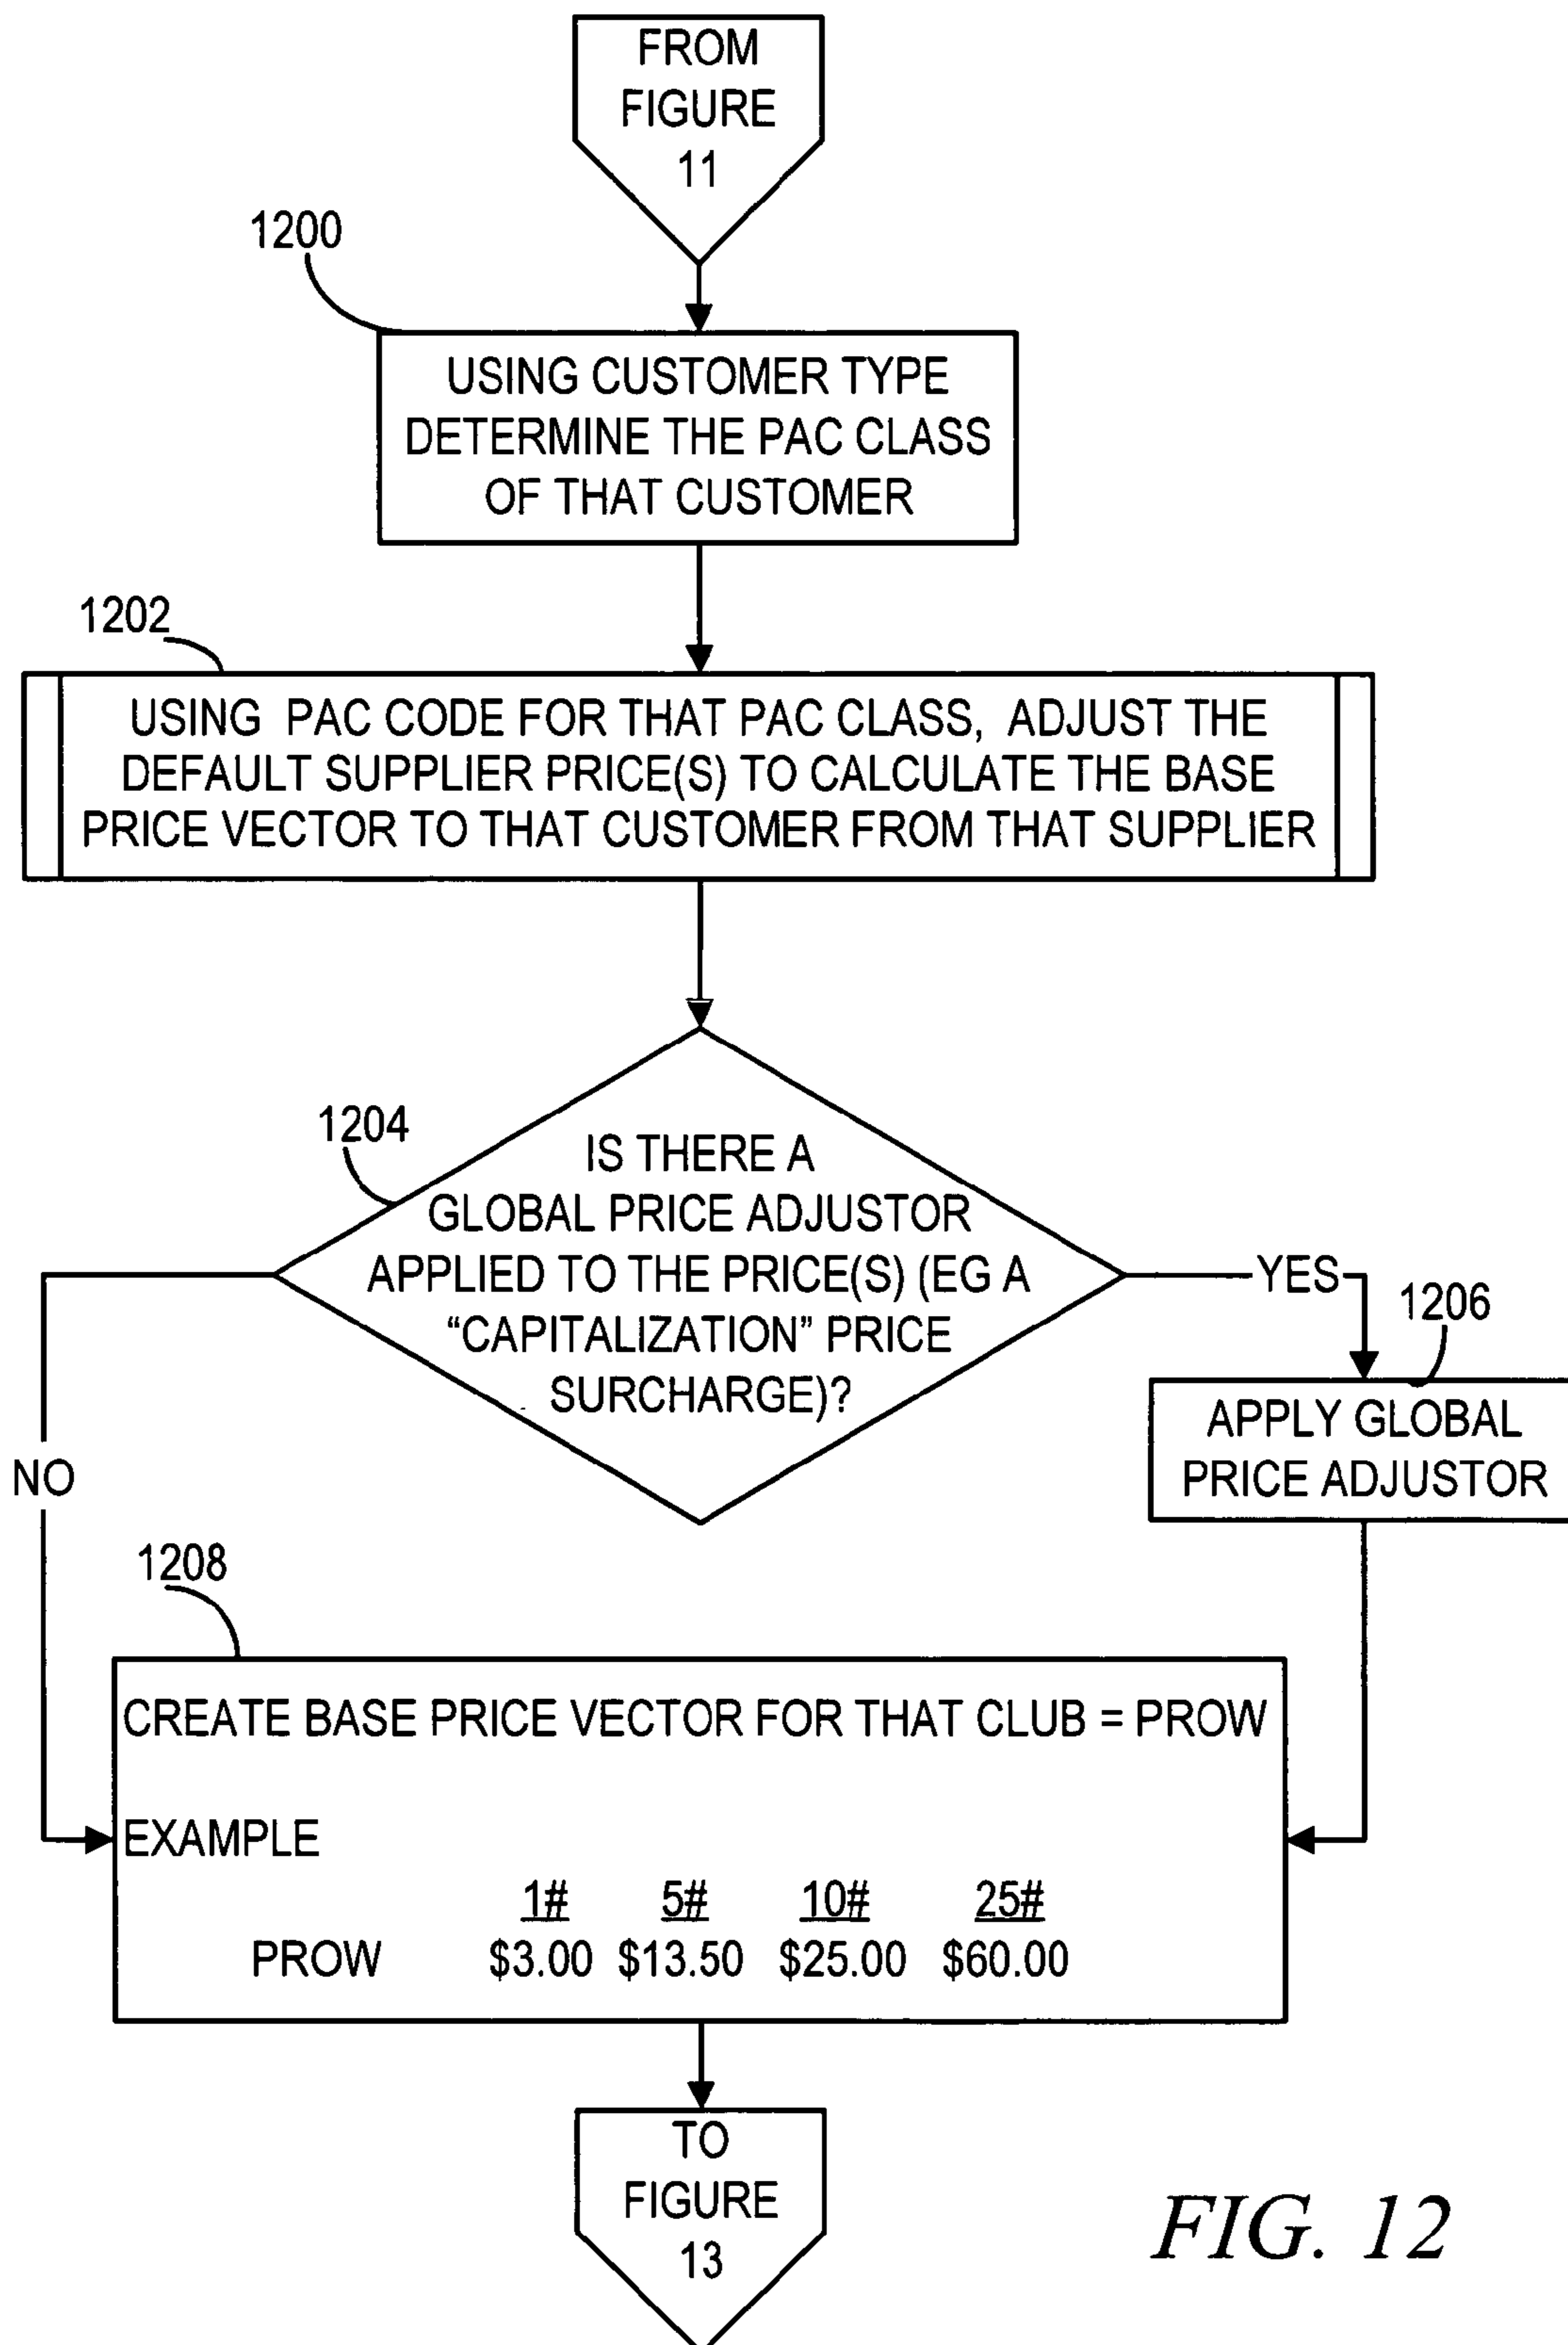 FROM
FIGURE
11
1200
USING CUSTOMER TYPE
DETERMINE THE PAC CLASS
OF THAT CUSTOMER
1202
USING PAC CODE FOR THAT PAC CLASS, ADJUST THE
DEFAULT SUPPLIER PRICE(S) TO CALCULATE THE BASE
PRICE VECTOR TO THAT CUSTOMER FROM THAT SUPPLIER
1204
IS THERE A
GLOBAL PRICE ADJUSTOR
APPLIED TO THE PRICE(S) (EG A
“CAPITALIZATION” PRICE
SURCHARGE)?
YES
1206
APPLY GLOBAL
PRICE ADJUSTOR
NO
1208
CREATE BASE PRICE VECTOR FOR THAT CLUB = PROW
EXAMPLE
1# 5# 10# 25#
PROW $3.00 $13.50 $25.00 $60.00
TO
FIGURE
13
FIG. 12